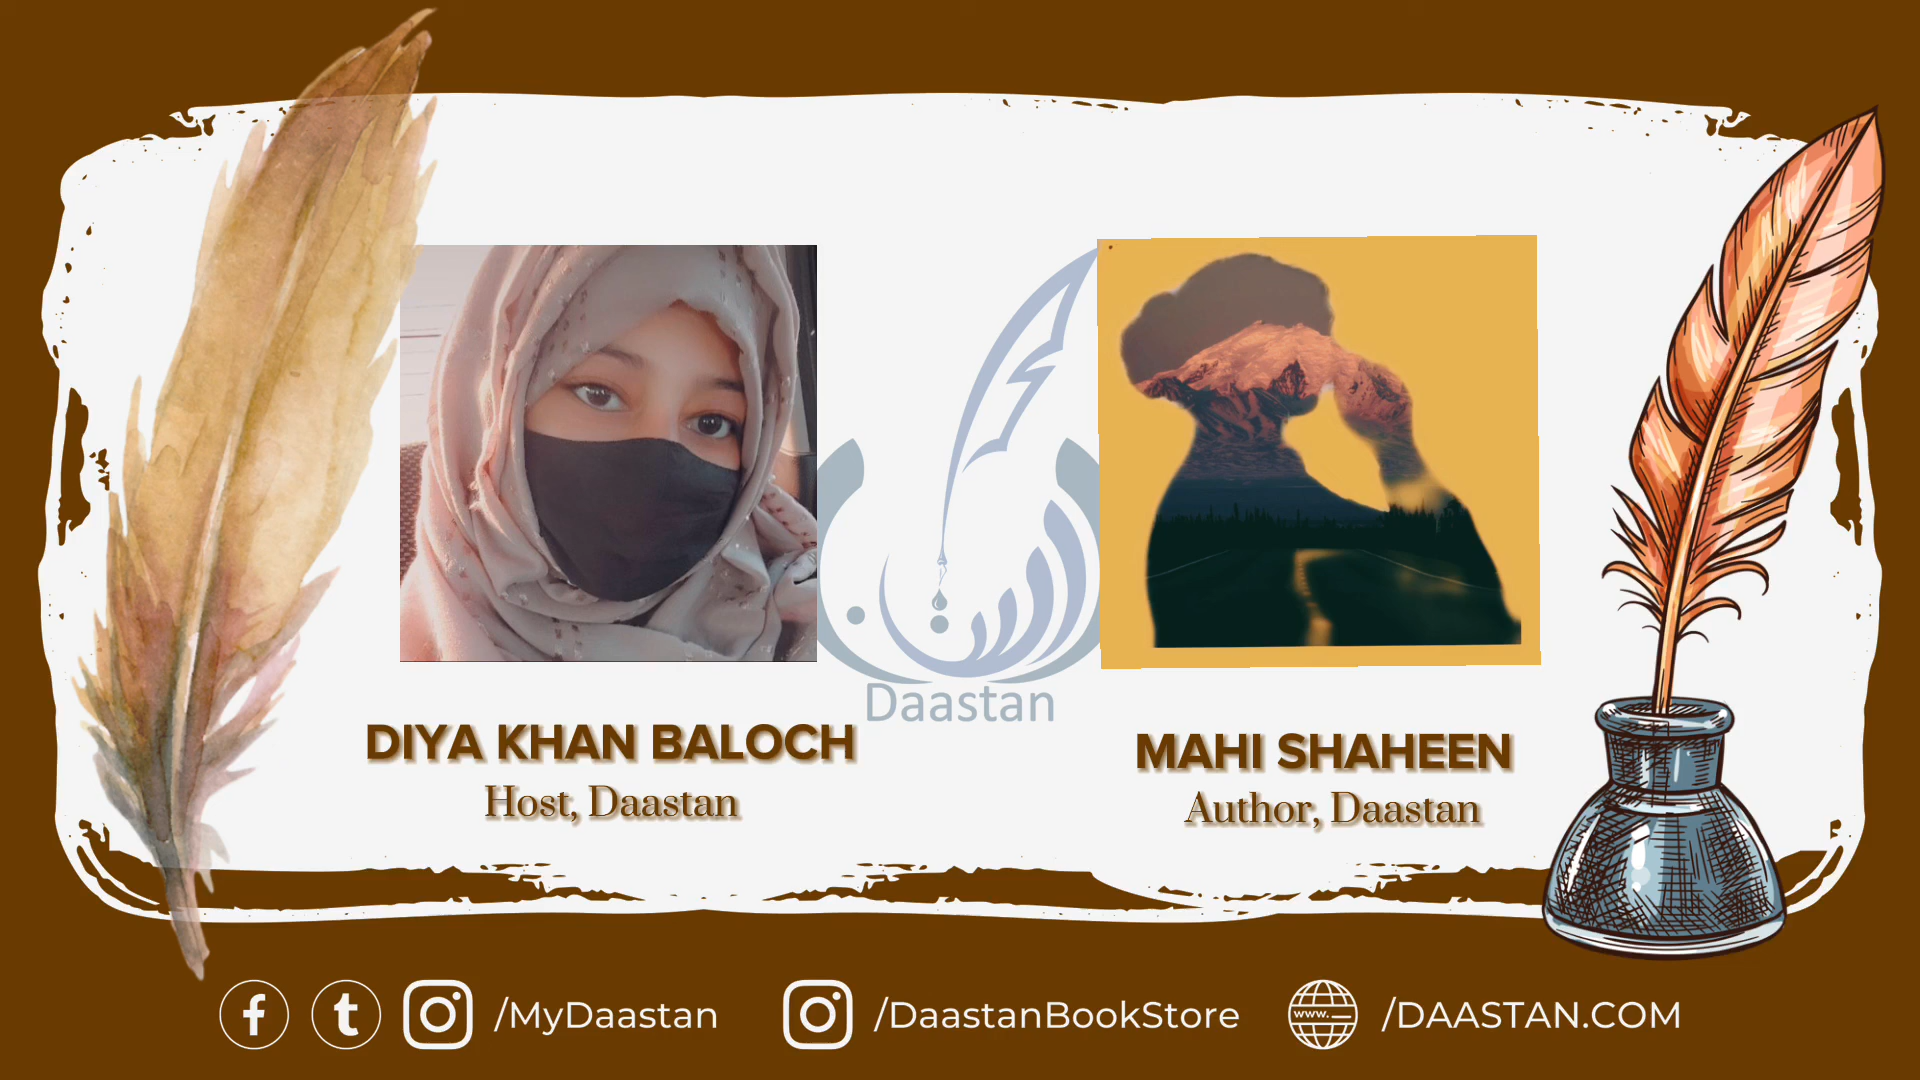 Daastan
DIYA KHAN BALOCH
Host, Daastan
MAHI SHAHEEN
Author, Daastan
/MyDaastan
/DaastanBookStore
www.
/DAASTAN.COM